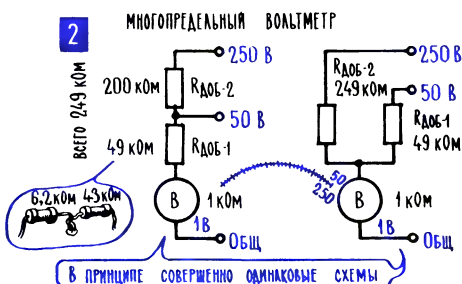 2
МНОГОПРЕДЕЛЬНЫЙ ВОЛЬТМЕТР
ВСЕГО 249 КОМ
250 В
200 КОМ
RДОБ-2
50 В
49 КОМ
RДОБ-1
6,2 КОМ 43 КОМ
В
1 КОМ
1В
ОБЩ
250 В
RДОБ-2
249 КОМ
50 В
RДОБ-1
49 КОМ
50
250
В
1 КОМ
1В
ОБЩ
В ПРИНЦИПЕ СОВЕРШЕННО ОДИНАКОВЫЕ СХЕМЫ